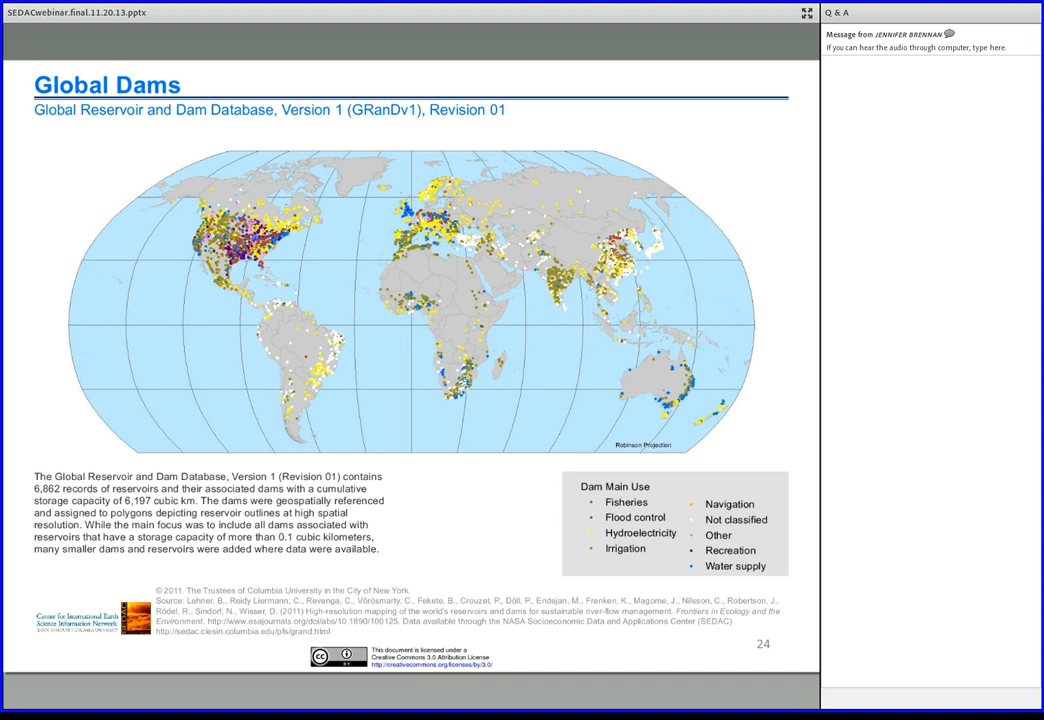 SEDACwebinar.final.11.20.13.pptx
Q & A
Message from JENNIFER BRENNAN
If you can hear the audio through computer, type here.
Global Dams
Global Reservoir and Dam Database, Version 1 (GRanDv1), Revision 01
Robinson Projection
The Global Reservoir and Dam Database, Version 1 (Revision 01) contains
6,862 records of reservoirs and their associated dams with a cumulative
storage capacity of 6,197 cubic km. The dams were geospatially referenced
and assigned to polygons depicting reservoir outlines at high spatial
resolution. While the main focus was to include all dams associated with
reservoirs that have a storage capacity of more than 0.1 cubic kilometers,
many smaller dams and reservoirs were added where data were available.
Dam Main Use
Fisheries
Flood control
Hydroelectricity
Irrigation
Navigation
Not classified
Other
Recreation
Water supply
© 2011. The Trustees of Columbia University in the City of New York.
Source: Lehner, B., Reidy Liermann, C., Revenga, C., Vörösmarty, C., Fekete, B., Crouzet, P., Döll, P., Endejan, M., Frenken, K., Magome, J., Nilsson, C., Robertson, J.,
Rödel, R., Sindorf, N., Wisser, D. (2011) High-resolution mapping of the world's reservoirs and dams for sustainable river-flow management. Frontiers in Ecology and the
Environment. http://www.esajournals.org/doi/abs/10.1890/100125. Data available through the NASA Socioeconomic Data and Applications Center (SEDAC)
http://sedac.ciesin.columbia.edu/pfs/grand.html
Center for International Earth
Science Information Network
EARTH INSTITUTE | COLUMBIA UNIVERSITY
SEDAC
24
cc
BY
This document is licensed under a
Creative Commons 3.0 Attribution License
http://creativecommons.org/licenses/by/3.0/